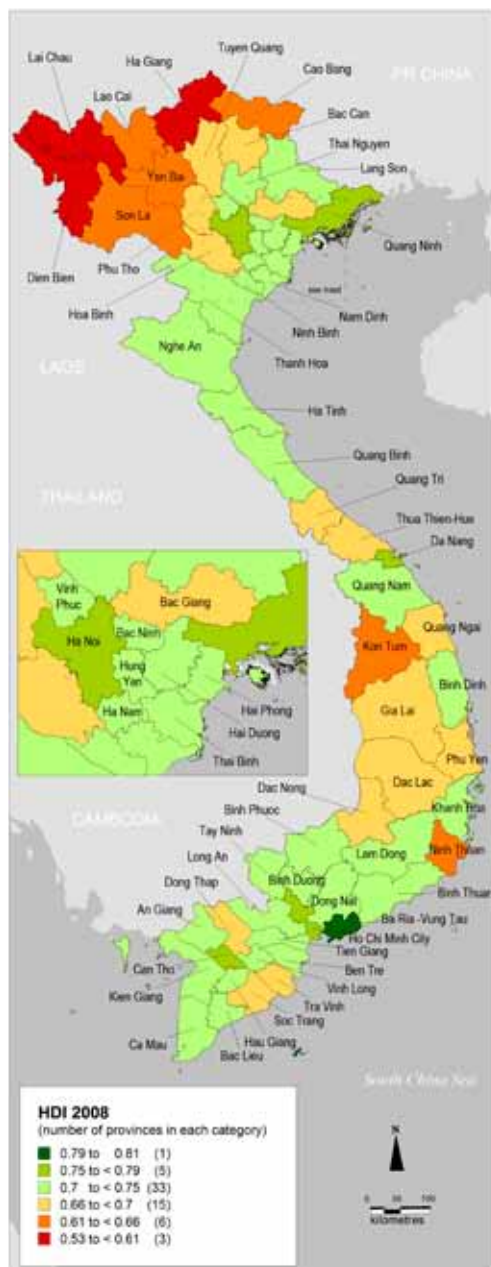 Tuyen Quang
Ha Giang
Lai Chau
Cao Bang
PR CHINA
Lao Cai
Bac Can
Thai Nguyen
Lang Son
Yen Bai
Son La
Quang Ninh
Phu Tho
Dien Bien
Nam Dinh
Hoa Binh
Ninh Binh
Nghe An
Thanh Hoa
LAOS
Ha Tinh
Quang Binh
Quang Tri
THAILAND
Thua Thien-Hue
Da Nang
Quang Nam
Vinh
Phuc
Bac Giang
Quang Ngai
Ha Noi
Bac Ninh
Kon Tum
Hung
Yen
Binh Dinh
Ha Nam
Hai Phong
Gia Lai
Hai Duong
Thai Binh
Phu Yen
Dac Nong
Dac Lac
Binh Phuoc
Khanh Hoa
CAMBODIA
Tay Ninh
Lam Dong
Ninh Thuan
Long An
Dong Thap
Binh Duong
Binh Thuan
Dong Nai
An Giang
Ba Ria -Vung Tau
Ho Chi Minh City
Tien Giang
Can Tho
Ben Tre
Kien Giang
Vinh Long
Tra Vinh
Soc Trang
Ca Mau
Hau Giang
Bac Lieu
South China Sea
HDI 2008
(number of provinces in each category)
0.79 to 0.81 (1)
0.75 to < 0.79 (5)
0.7 to < 0.75 (33)
0.66 to < 0.7 (15)
0.61 to < 0.66 (6)
0.53 to < 0.61 (3)
N
0 50 100
kilometres